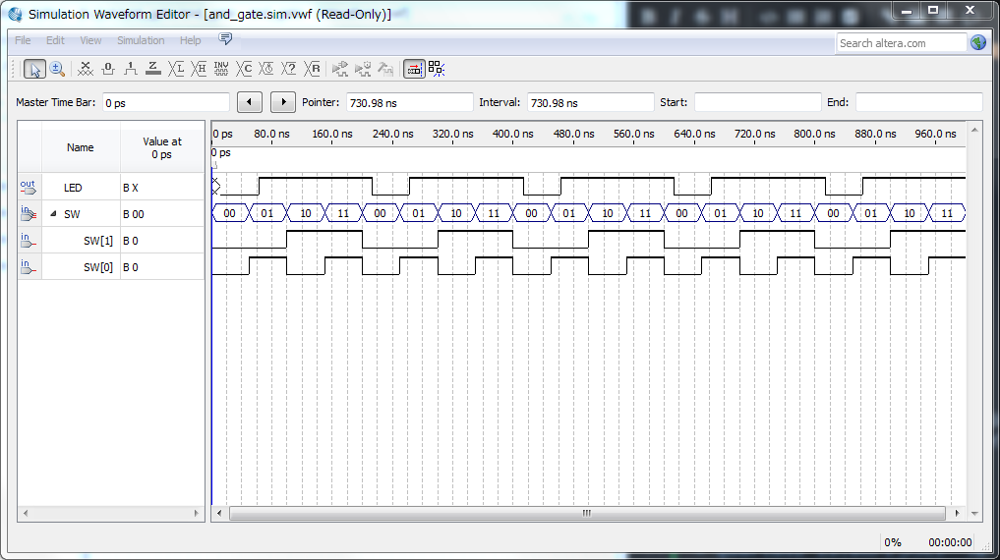 Simulation Waveform Editor - [and_gate.sim.vwf (Read-Only)]
File Edit View Simulation Help
Search altera.com
Master Time Bar: 0 ps Pointer: 730.98 ns Interval: 730.98 ns Start: End:
Name Value at 0 ps
0 ps 80.0 ns 160.0 ns 240.0 ns 320.0 ns 400.0 ns 480.0 ns 560.0 ns 640.0 ns 720.0 ns 800.0 ns 880.0 ns 960.0 ns
0 ps
out LED B X
in SW B 00 00 01 10 11 00 01 10 11 00 01 10 11 00 01 10 11 00 01 10 11
in SW[1] B 0
in SW[0] B 0
0% 00:00:00